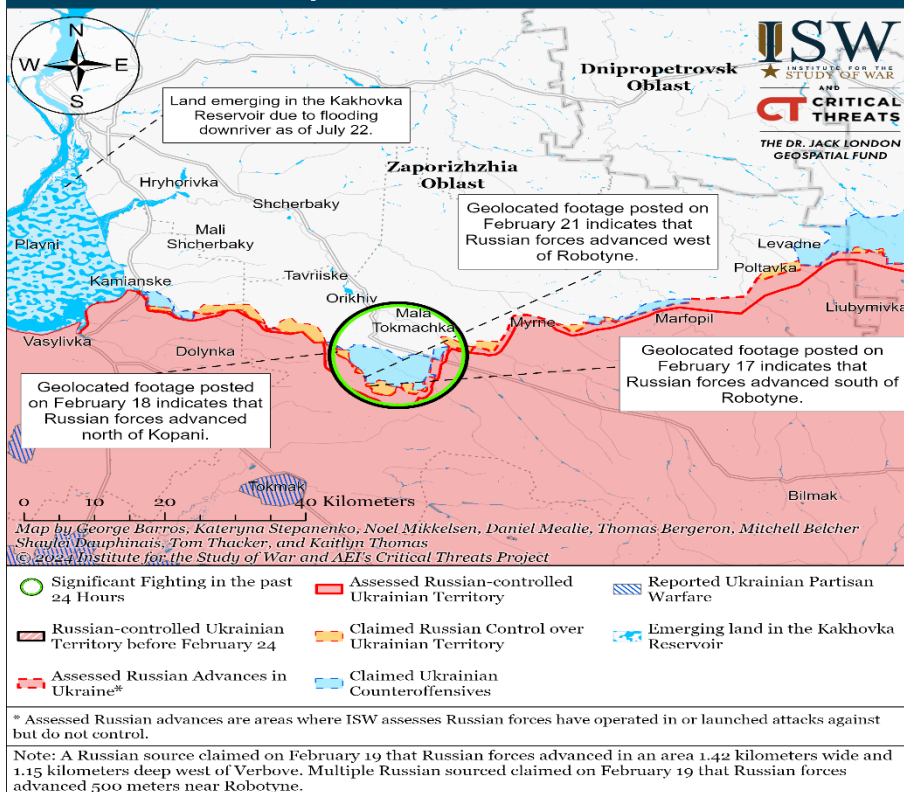 N
W E
S
ISW
INSTITUTE FOR THE
STUDY OF WAR
AND
CT CRITICAL
THREATS
THE DR. JACK LONDON
GEOSPATIAL FUND
Dnipropetrovsk
Oblast
Land emerging in the Kakhovka
Reservoir due to flooding
downriver as of July 22.
Zaporizhzhia
Oblast
Hryhorivka
Shcherbaky
Geolocated footage posted on
February 21 indicates that
Russian forces advanced west
of Robotyne.
Mali
Shcherbaky
Plavni
Levadne
Poltavka
Tavriiske
Kamianske
Orikhiv
Mala
Tokmachka
Myrne
Marfopil
Liubymivka
Vasylivka
Dolynka
Geolocated footage posted on
February 17 indicates that
Russian forces advanced south of
Robotyne.
Geolocated footage posted
on February 18 indicates that
Russian forces advanced
north of Kopani.
Tokmak
Bilmak
0 20 40 Kilometers
Map by George Barros, Kateryna Stepanenko, Noel Mikkelsen, Daniel Mealie, Thomas Bergeron, Mitchell Belcher
Shaylei Dauphinais, Tom Thacker, and Kaitlyn Thomas
© 2024 Institute for the Study of War and AEI's Critical Threats Project
Significant Fighting in the past
24 Hours
Assessed Russian-controlled
Ukrainian Territory
Reported Ukrainian Partisan
Warfare
Russian-controlled Ukrainian
Territory before February 24
Claimed Russian Control over
Ukrainian Territory
Emerging land in the Kakhovka
Reservoir
Assessed Russian Advances in
Ukraine*
Claimed Ukrainian
Counteroffensives
* Assessed Russian advances are areas where ISW assesses Russian forces have operated in or launched attacks against
but do not control.
Note: A Russian source claimed on February 19 that Russian forces advanced in an area 1.42 kilometers wide and
1.15 kilometers deep west of Verbove. Multiple Russian sourced claimed on February 19 that Russian forces
advanced 500 meters near Robotyne.